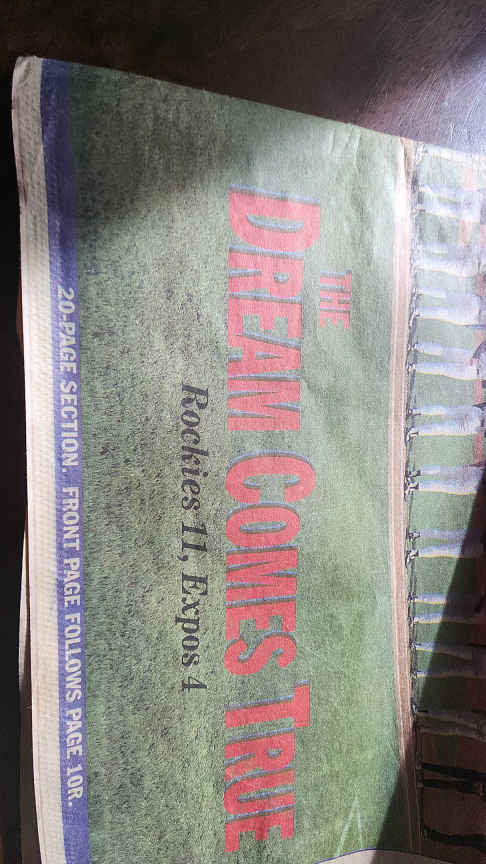 THE
DREAM COMES TRUE
Rockies 11, Expos 4
20-PAGE SECTION. FRONT PAGE FOLLOWS PAGE 10R.